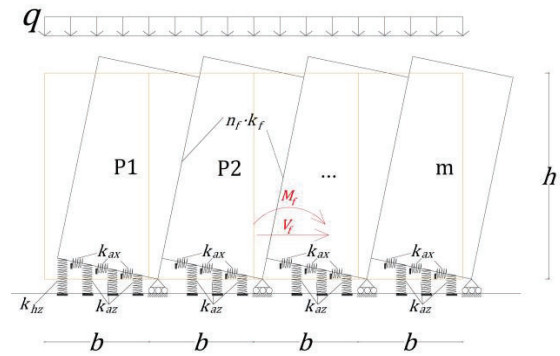 q
n_f·k_f
P1 P2 ... m
h
M_f
V_f
k_ax k_ax k_ax k_ax
k_hz k_az k_az k_az k_az
b b b b